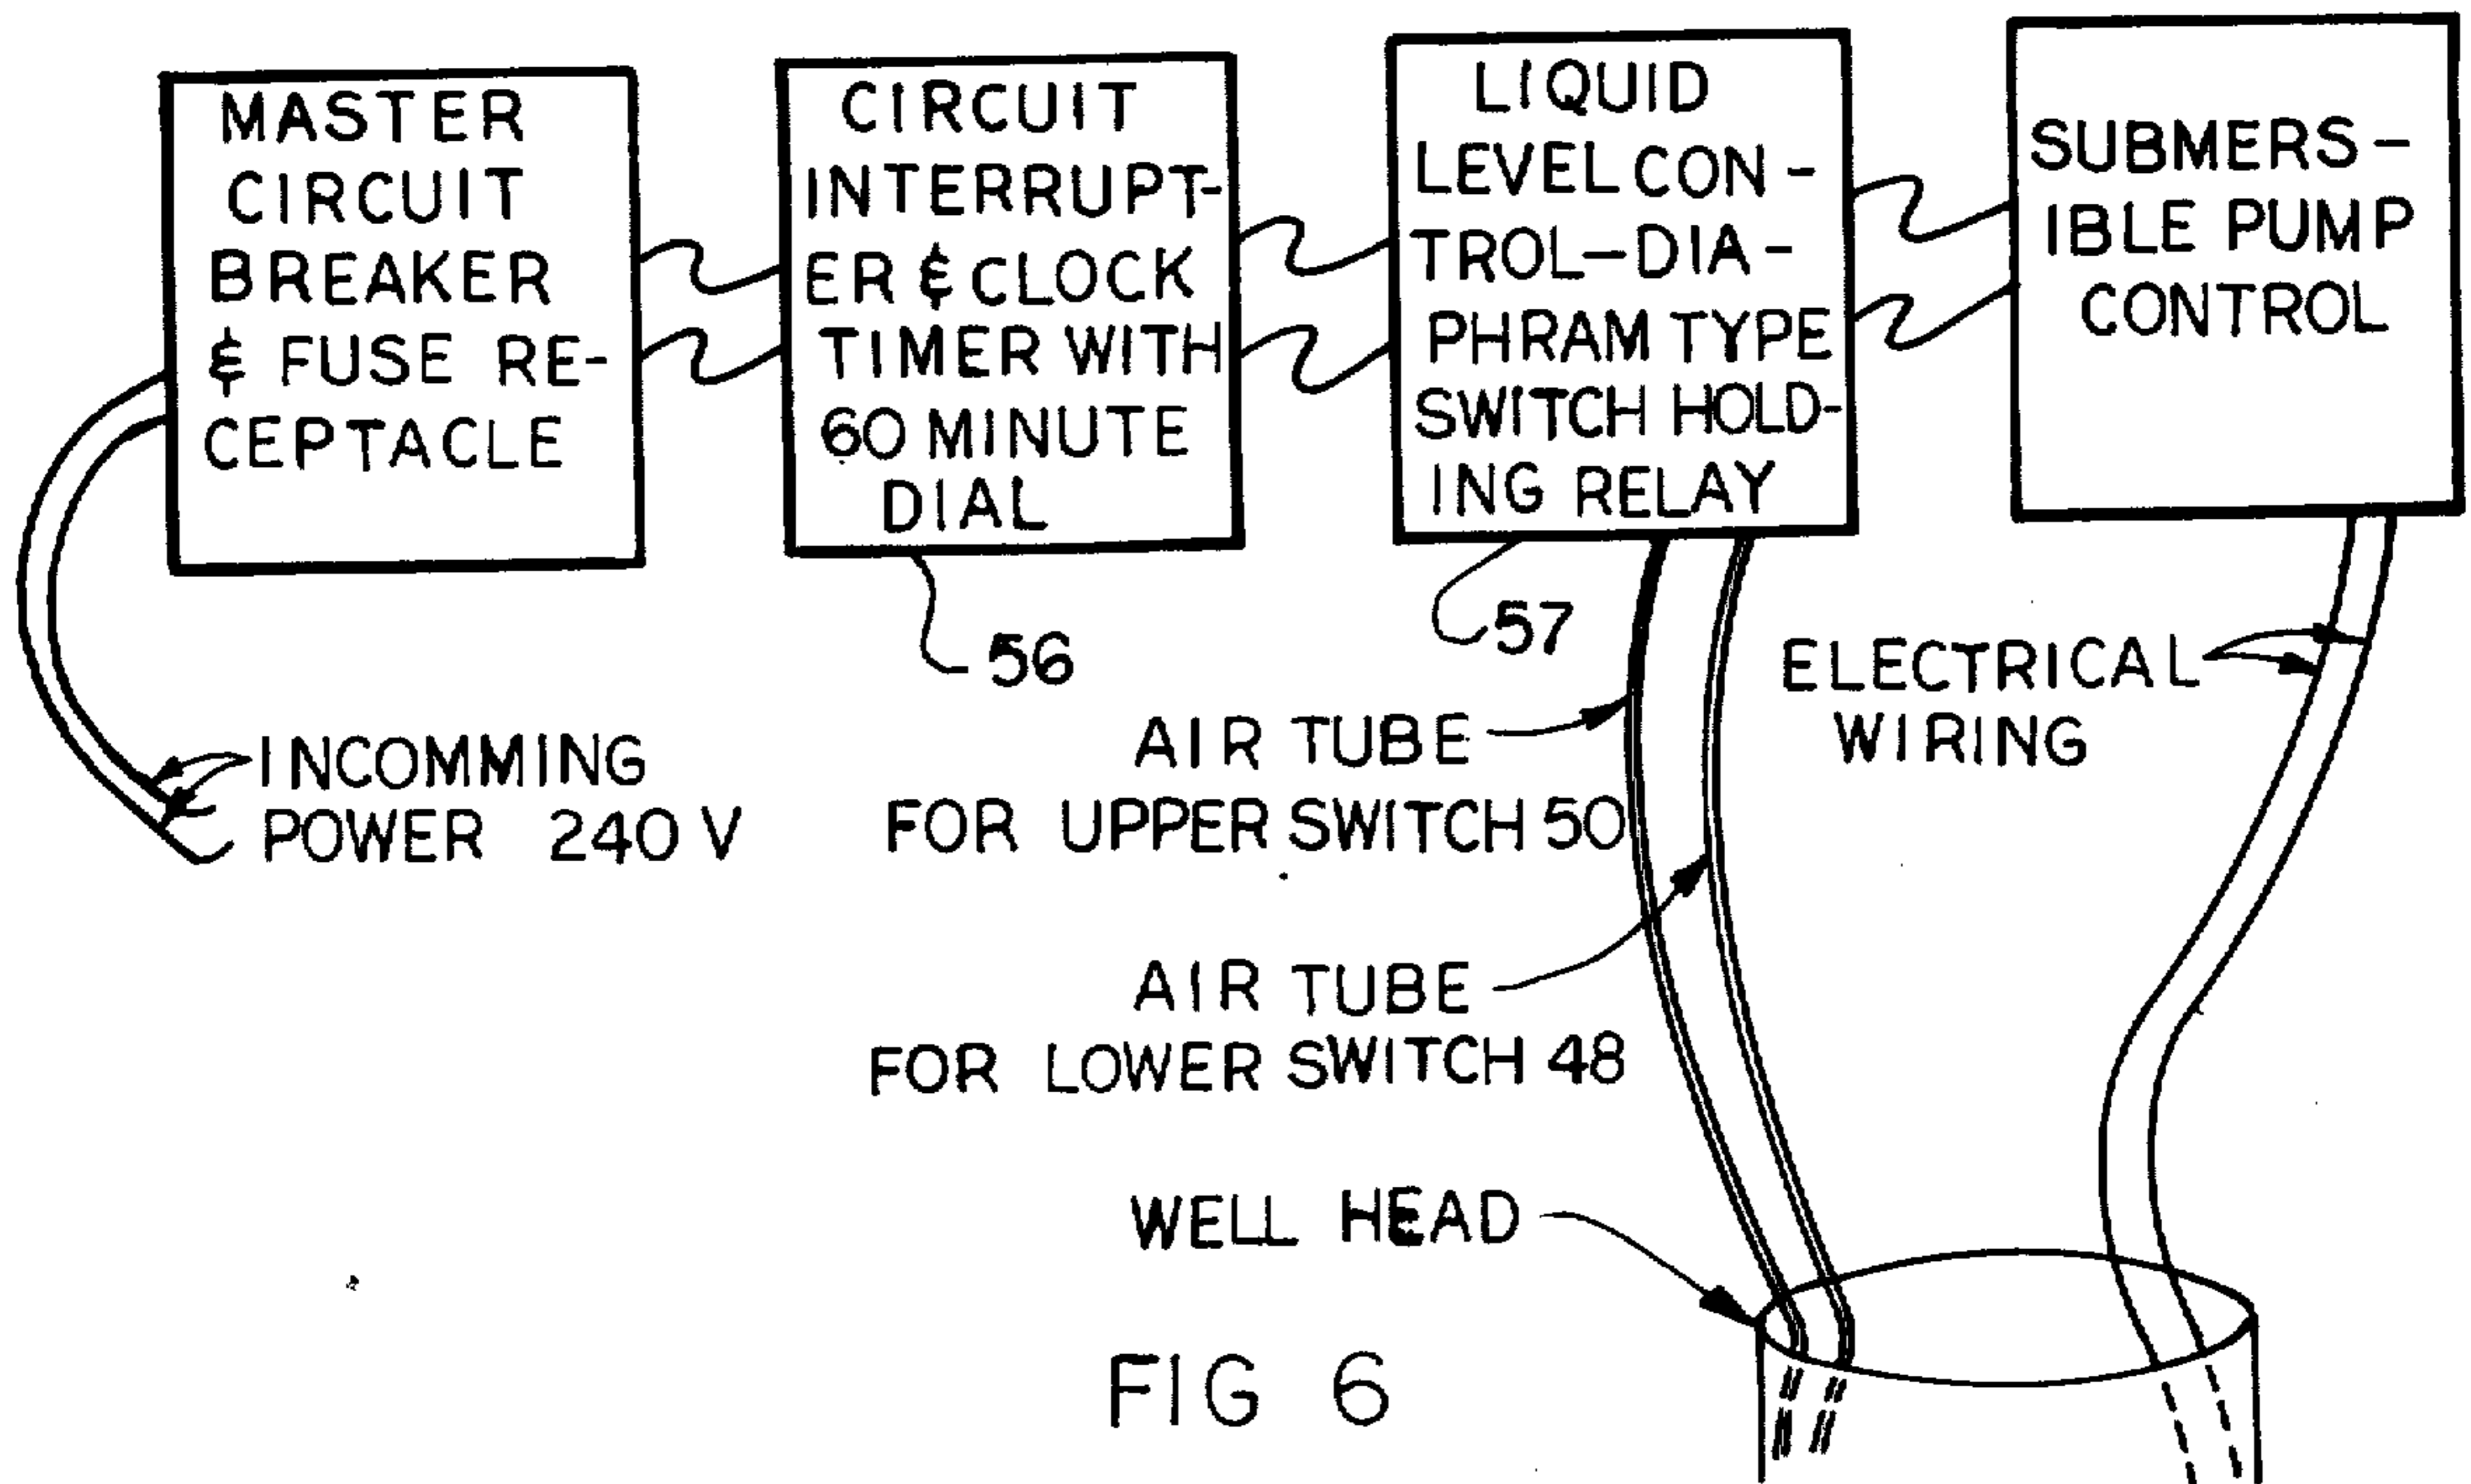 MASTER
CIRCUIT
BREAKER
& FUSE RE-
CEPTACLE
CIRCUIT
INTERRUPT-
ER & CLOCK
TIMER WITH
60 MINUTE
DIAL
LIQUID
LEVEL CON-
TROL-DIA-
PHRAM TYPE
SWITCH HOLD-
ING RELAY
SUBMERS-
IBLE PUMP
CONTROL
56
57
ELECTRICAL
WIRING
INCOMMING
POWER 240 V
AIR TUBE
FOR UPPER SWITCH 50
AIR TUBE
FOR LOWER SWITCH 48
WELL HEAD
FIG 6